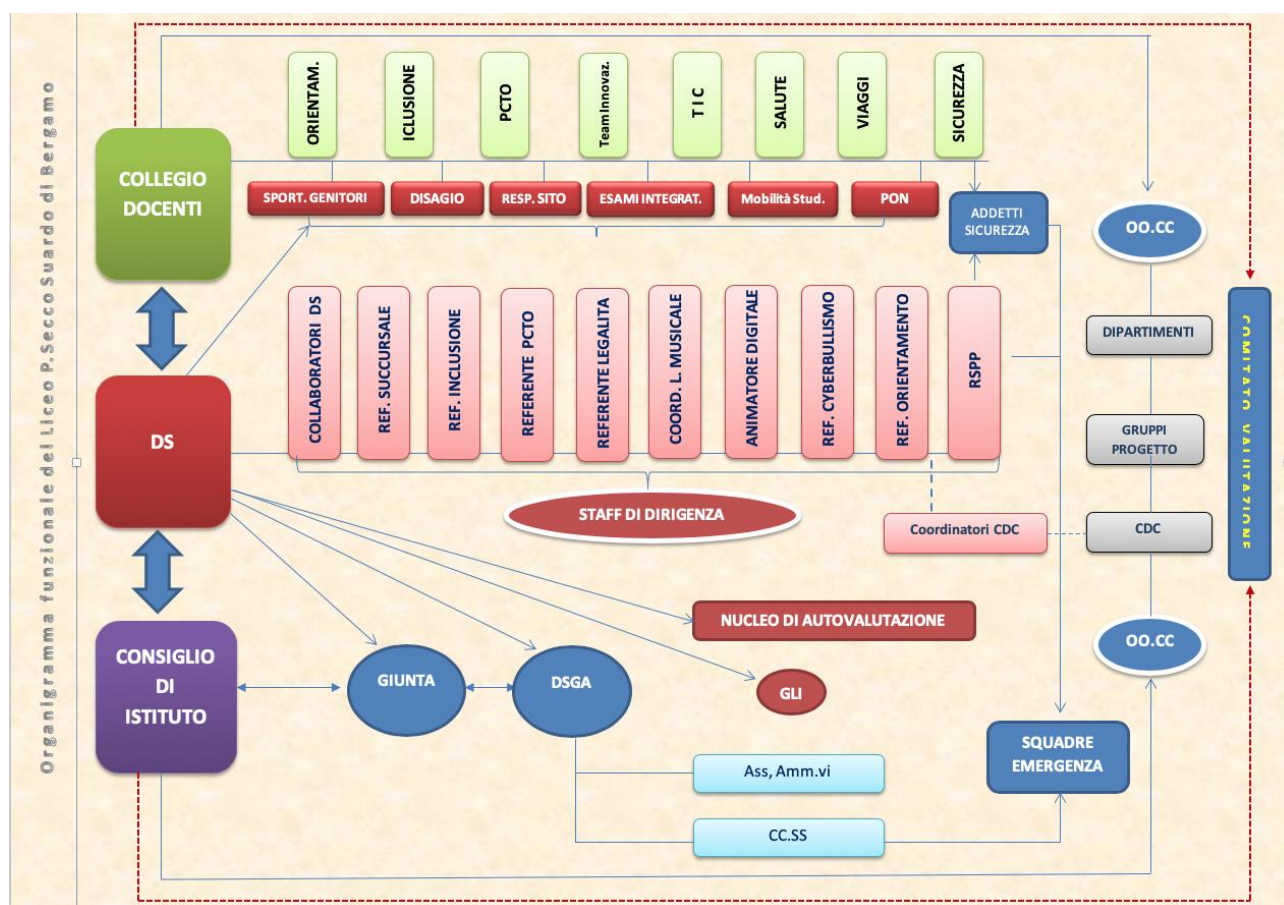 Organigramma funzionale del Liceo P. Secco Suardo di Bergamo
ORIENTAM.
ICLUSIONE
PCTO
Team Innovaz.
T I C
SALUTE
VIAGGI
SICUREZZA
COLLEGIO
DOCENTI
SPORT. GENITORI
DISAGIO
RESP. SITO
ESAMI INTEGRAT.
Mobilità Stud.
PON
ADDETTI
SICUREZZA
OO.CC
COLLABORATORI DS
REF. SUCCURSALE
REF. INCLUSIONE
REFERENTE PCTO
REFERENTE LEGALITA
COORD. L. MUSICALE
ANIMATORE DIGITALE
REF. CYBERBULLISMO
REF. ORIENTAMENTO
RSPP
DIPARTIMENTI
COMITATO VALUTAZIONE
DS
GRUPPI
PROGETTO
STAFF DI DIRIGENZA
Coordinatori CDC
CDC
NUCLEO DI AUTOVALUTAZIONE
OO.CC
CONSIGLIO
DI
ISTITUTO
GIUNTA
DSGA
GLI
SQUADRE
EMERGENZA
Ass, Amm.vi
CC.SS